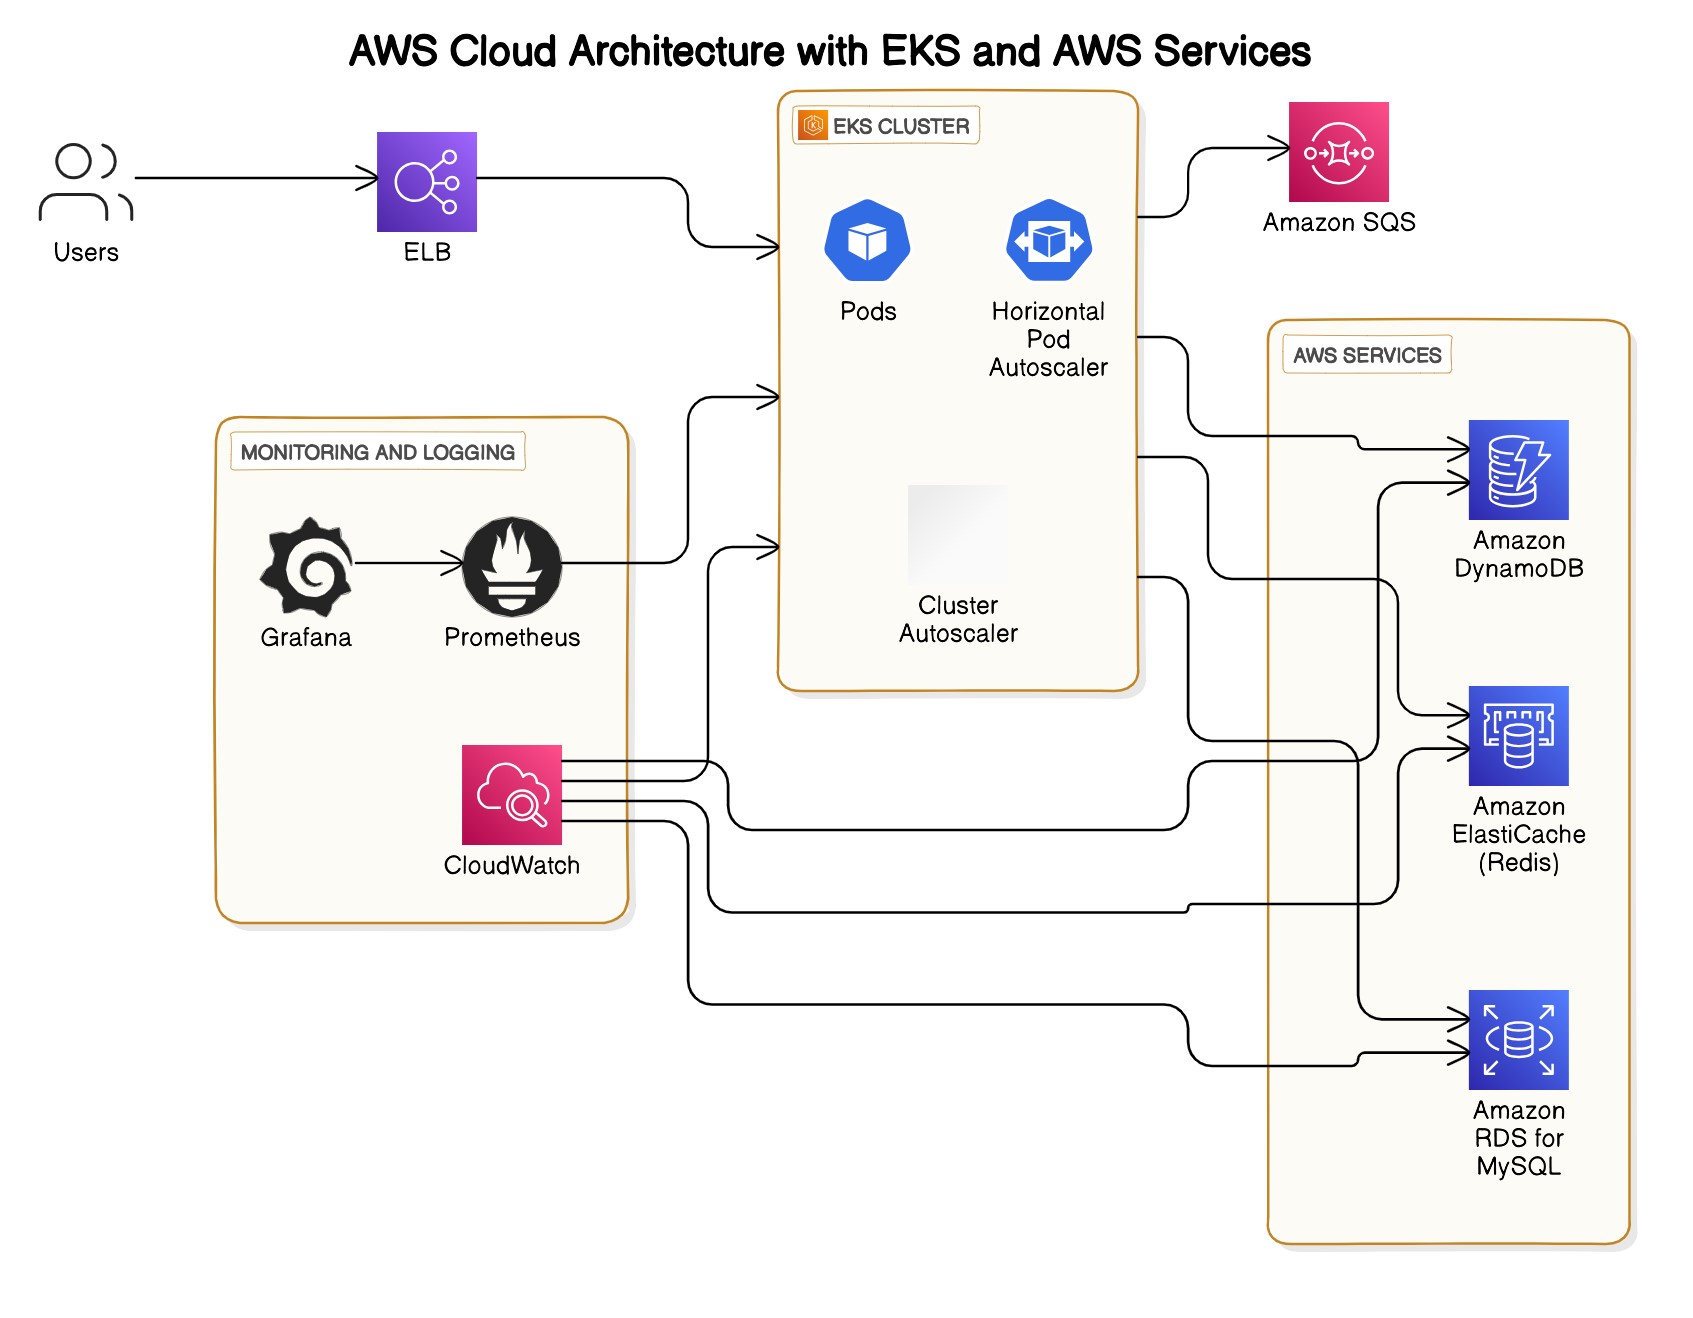 AWS Cloud Architecture with EKS and AWS Services
EKS CLUSTER
Users
ELB
Pods
Horizontal
Pod
Autoscaler
Amazon SQS
AWS SERVICES
MONITORING AND LOGGING
Grafana
Prometheus
Cluster
Autoscaler
Amazon
DynamoDB
CloudWatch
Amazon
ElastiCache
(Redis)
Amazon
RDS for
MySQL